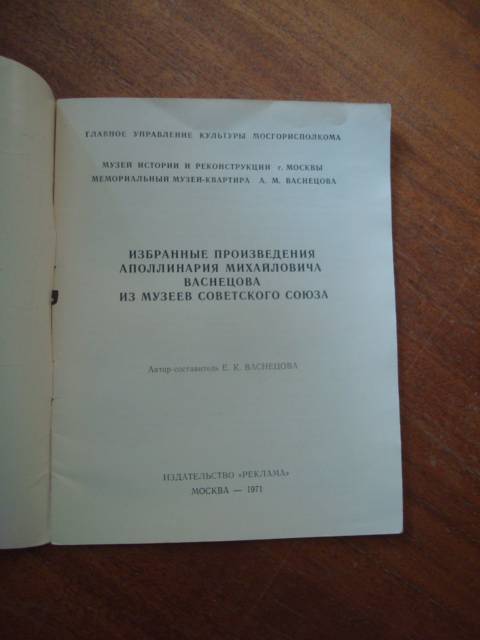 ГЛАВНОЕ УПРАВЛЕНИЕ КУЛЬТУРЫ МОСГОРИСПОЛКОМА
МУЗЕЙ ИСТОРИИ И РЕКОНСТРУКЦИИ г. МОСКВЫ
МЕМОРИАЛЬНЫЙ МУЗЕЙ-КВАРТИРА А. М. ВАСНЕЦОВА
ИЗБРАННЫЕ ПРОИЗВЕДЕНИЯ
АПОЛЛИНАРИЯ МИХАЙЛОВИЧА
ВАСНЕЦОВА
ИЗ МУЗЕЕВ СОВЕТСКОГО СОЮЗА
Автор-составитель Е. К. ВАСНЕЦОВА
ИЗДАТЕЛЬСТВО «РЕКЛАМА»
МОСКВА — 1971